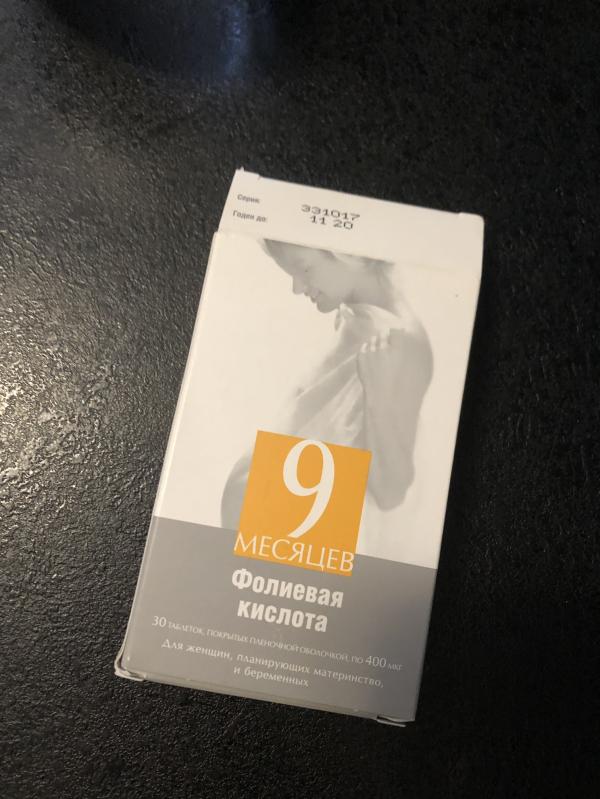 Серия: 331017
Годен до: 11 20
9
МЕСЯЦЕВ
Фолиевая
кислота
30 ТАБЛЕТОК, ПОКРЫТЫХ ПЛЕНОЧНОЙ ОБОЛОЧКОЙ, ПО 400 МКГ
Для женщин, планирующих материнство,
и беременных